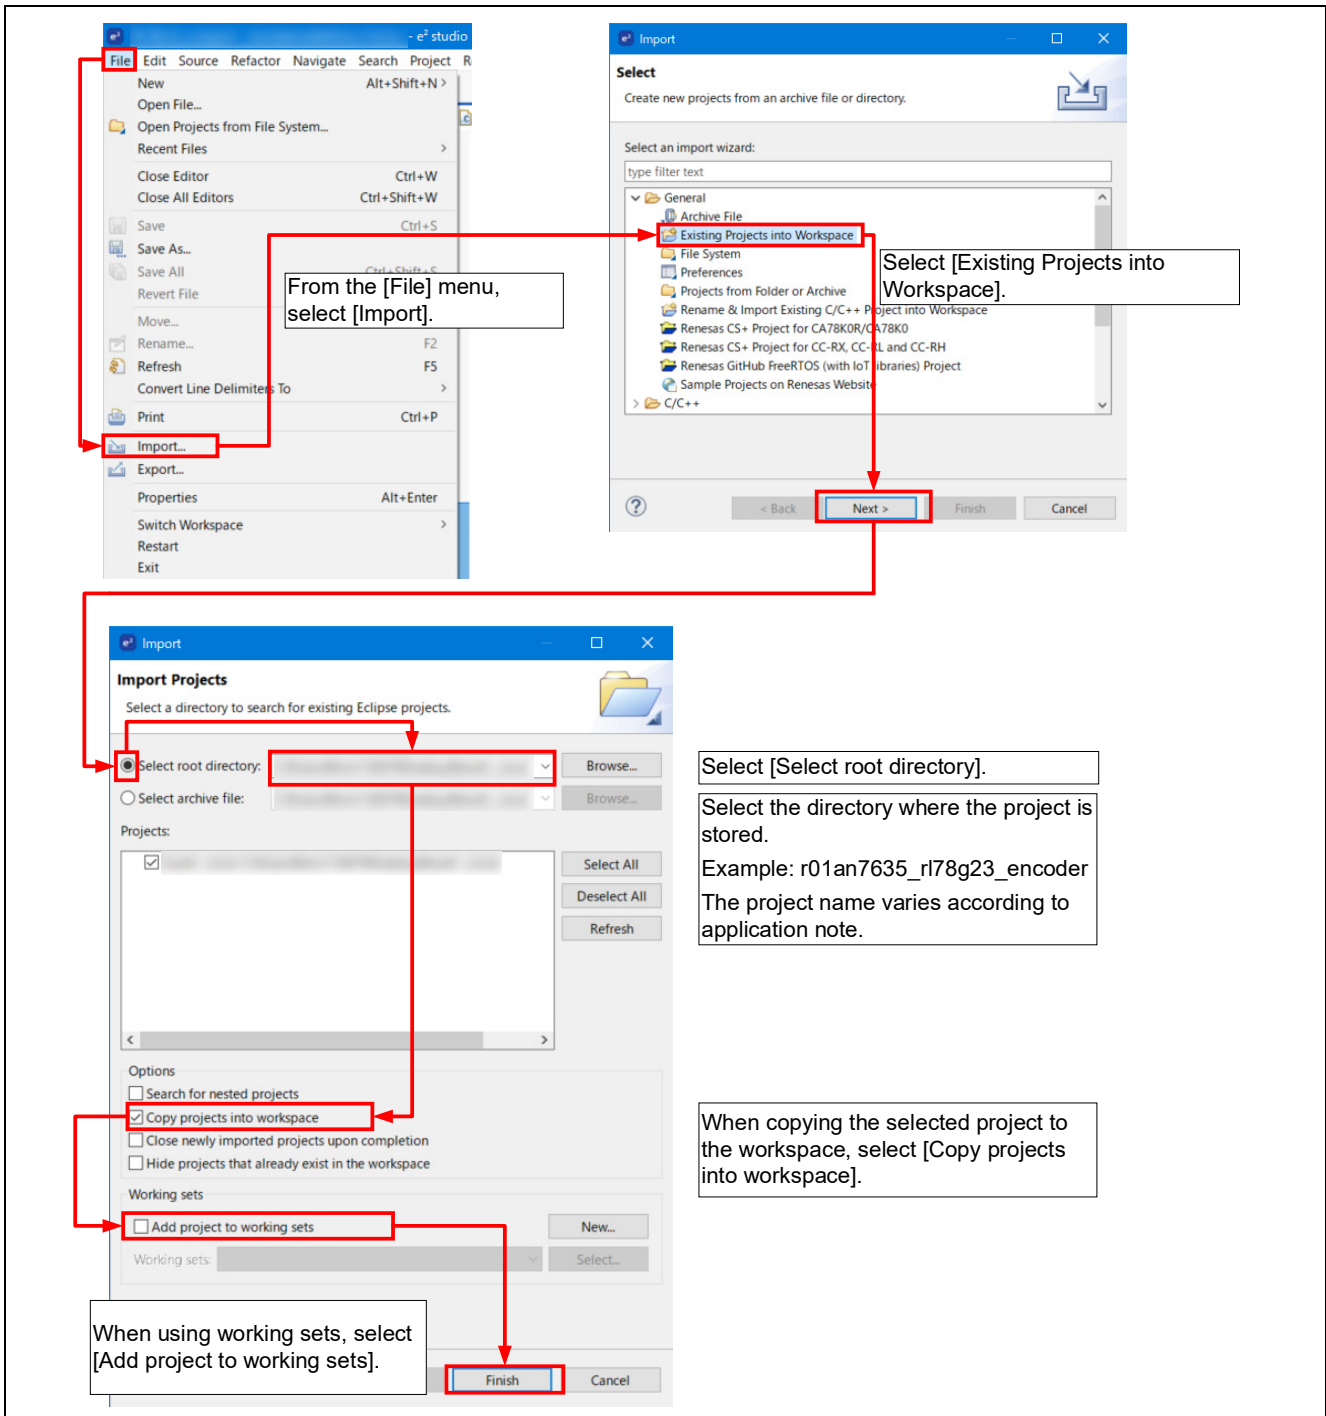 - e² studio
File Edit Source Refactor Navigate Search Project
New Alt+Shift+N >
Open File...
Open Projects from File System...
Recent Files >
Close Editor Ctrl+W
Close All Editors Ctrl+Shift+W
Save Ctrl+S
Save As...
Save All Ctrl+Shift+S
Revert File
Move...
Rename... F2
Refresh F5
Convert Line Delimiters To >
Print Ctrl+P
Import...
Export...
Properties Alt+Enter
Switch Workspace >
Restart
Exit
From the [File] menu,
select [Import].
e² Import
Select
Create new projects from an archive file or directory.
Select an import wizard:
type filter text
General
Archive File
Existing Projects into Workspace
File System
Preferences
Projects from Folder or Archive
Rename & Import Existing C/C++ Project into Workspace
Renesas CS+ Project for CA78K0R/CA78K0
Renesas CS+ Project for CC-RX, CC-RL and CC-RH
Renesas GitHub FreeRTOS (with IoT libraries) Project
Sample Projects on Renesas Website
> C/C++
Select [Existing Projects into
Workspace].
? < Back Next > Finish Cancel
e² Import
Import Projects
Select a directory to search for existing Eclipse projects.
Select root directory: Browse...
Select archive file: Browse...
Projects:
Select All
Deselect All
Refresh
Options
Search for nested projects
Copy projects into workspace
Close newly imported projects upon completion
Hide projects that already exist in the workspace
Working sets
Add project to working sets New...
Working sets: Select...
Finish Cancel
When using working sets, select
[Add project to working sets].
Select [Select root directory].
Select the directory where the project is
stored.
Example: r01an7635_rl78g23_encoder
The project name varies according to
application note.
When copying the selected project to
the workspace, select [Copy projects
into workspace].